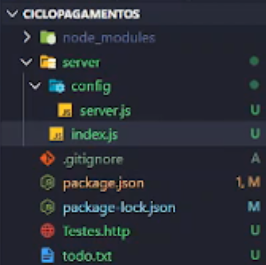 CICLOPAGAMENTOS
node_modules
server
config
server.js U
index.js U
.gitignore A
package.json 1, M
package-lock.json M
Testes.http U
todo.txt U